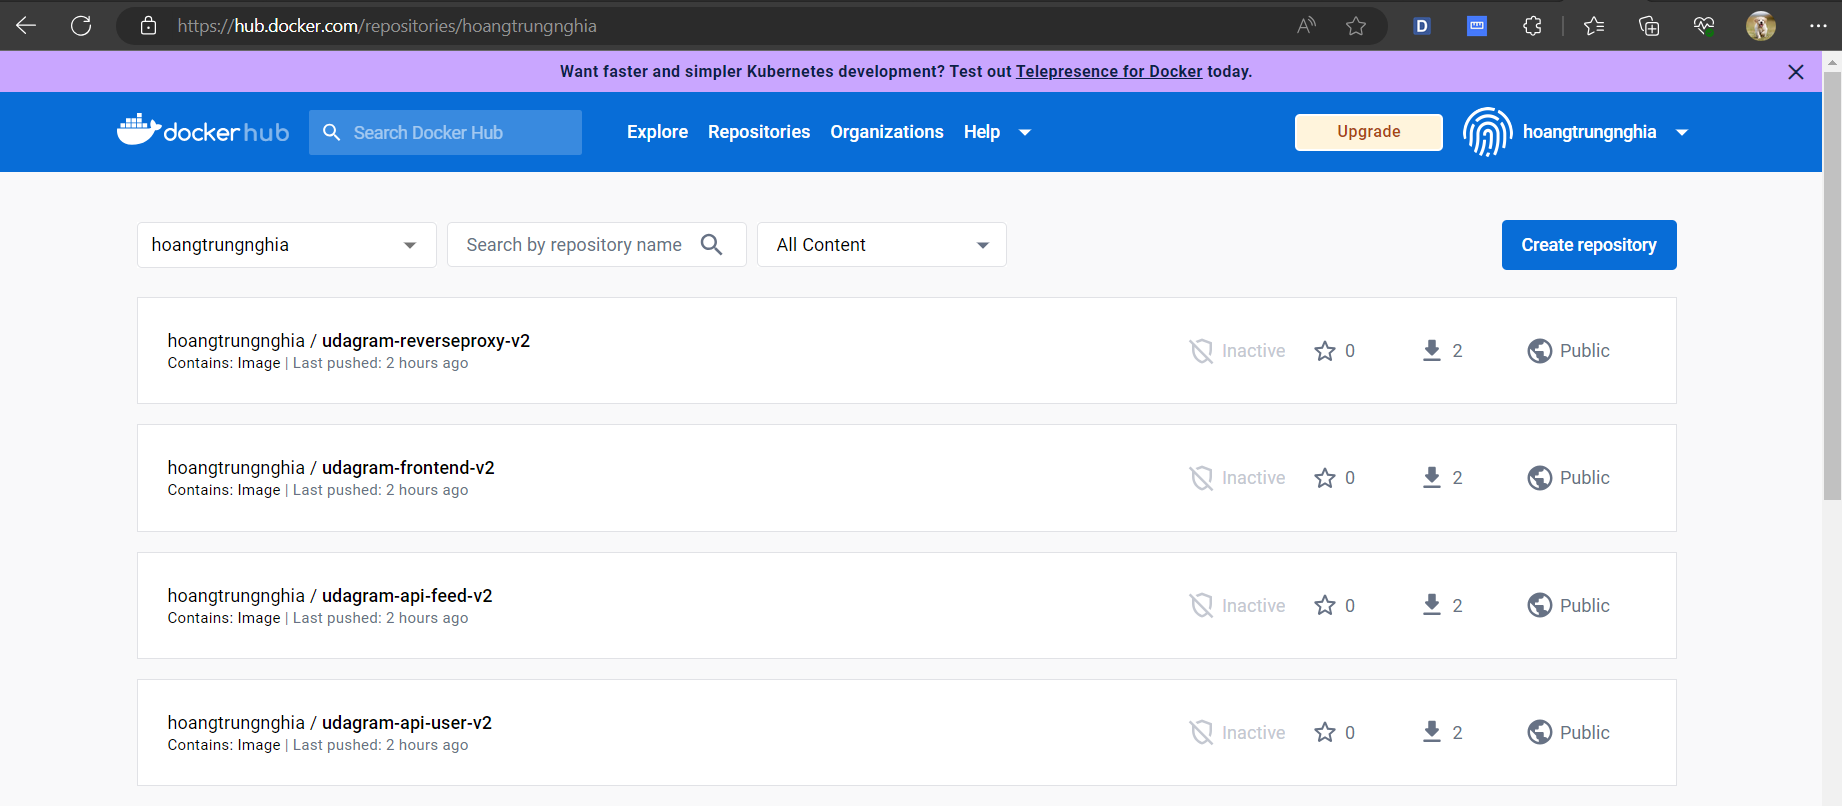 https://hub.docker.com/repositories/hoangtrungnghia
Want faster and simpler Kubernetes development? Test out Telepresence for Docker today.
docker hub
Search Docker Hub
Explore
Repositories
Organizations
Help
Upgrade
hoangtrungnghia
hoangtrungnghia
Search by repository name
All Content
Create repository
hoangtrungnghia / udagram-reverseproxy-v2
Contains: Image | Last pushed: 2 hours ago
Inactive
0
2
Public
hoangtrungnghia / udagram-frontend-v2
Contains: Image | Last pushed: 2 hours ago
Inactive
0
2
Public
hoangtrungnghia / udagram-api-feed-v2
Contains: Image | Last pushed: 2 hours ago
Inactive
0
2
Public
hoangtrungnghia / udagram-api-user-v2
Contains: Image | Last pushed: 2 hours ago
Inactive
0
2
Public